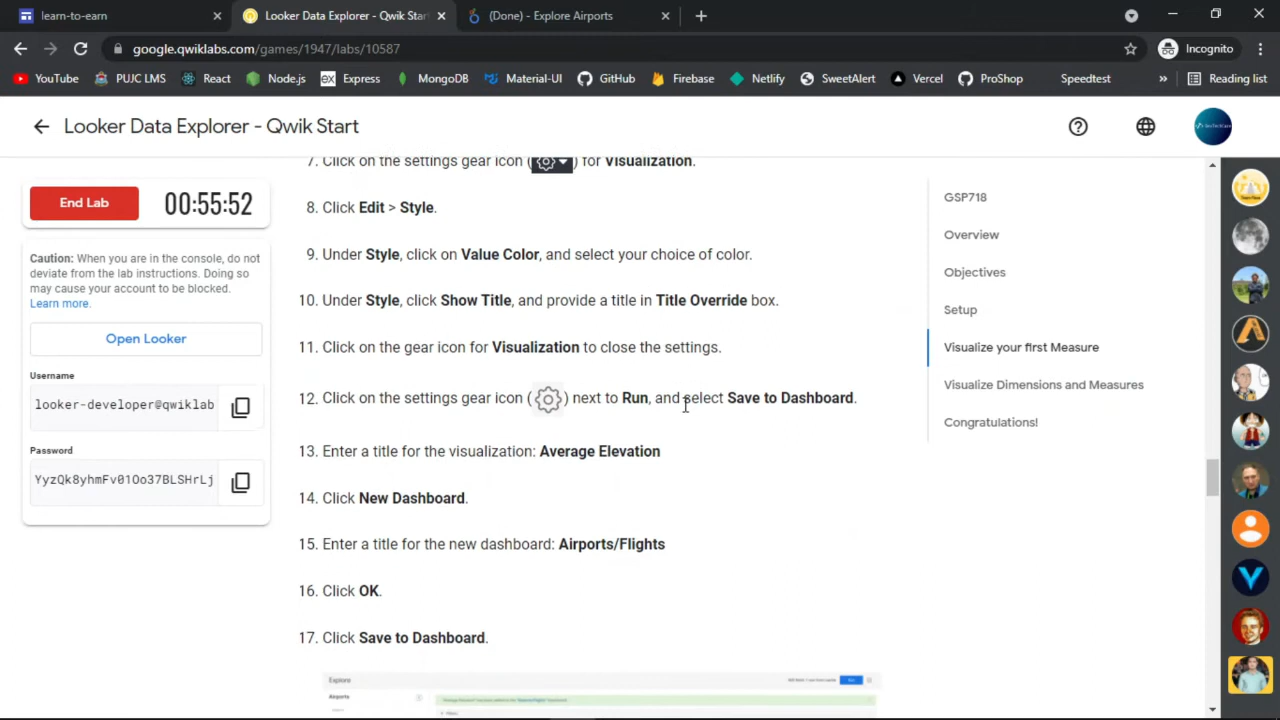 learn-to-earn
Looker Data Explorer - Qwik Start
(Done) - Explore Airports
google.qwiklabs.com/games/1947/labs/10587
Incognito
YouTube
PUJC LMS
React
Node.js
ex Express
MongoDB
Material-UI
GitHub
Firebase
Netlify
SweetAlert
Vercel
ProShop
Speedtest
»
Reading list
Looker Data Explorer - Qwik Start
End Lab
00:55:52
Caution: When you are in the console, do not
deviate from the lab instructions. Doing so
may cause your account to be blocked.
Learn more.
Open Looker
Username
looker-developer@qwiklab
Password
YyzQk8yhmFv01Oo37BLSHrLj
7. Click on the settings gear icon ( ) for Visualization.
8. Click Edit > Style.
9. Under Style, click on Value Color, and select your choice of color.
10. Under Style, click Show Title, and provide a title in Title Override box.
11. Click on the gear icon for Visualization to close the settings.
12. Click on the settings gear icon ( ) next to Run, and select Save to Dashboard.
13. Enter a title for the visualization: Average Elevation
14. Click New Dashboard.
15. Enter a title for the new dashboard: Airports/Flights
16. Click OK.
17. Click Save to Dashboard.
Explore
Airports
GSP718
Overview
Objectives
Setup
Visualize your first Measure
Visualize Dimensions and Measures
Congratulations!